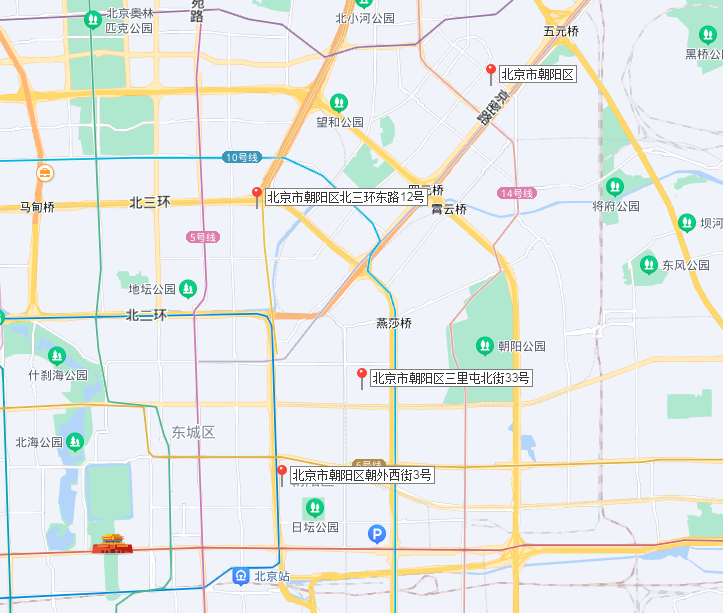 北京奥林
匹克公园
苑
路
北小河公园
五元桥
黑桥公
北京市朝阳区
京密路
望和公园
10号线
四元桥
14号线
将府公园
北京市朝阳区北三环东路12号
马甸桥
北三环
霄云桥
坝河
5号线
东风公园
地坛公园
北二环
燕莎桥
朝阳公园
什刹海公园
北京市朝阳区三里屯北街33号
东城区
北海公园
6号线
北京市朝阳区朝外西街3号
日坛公园
P
北京站